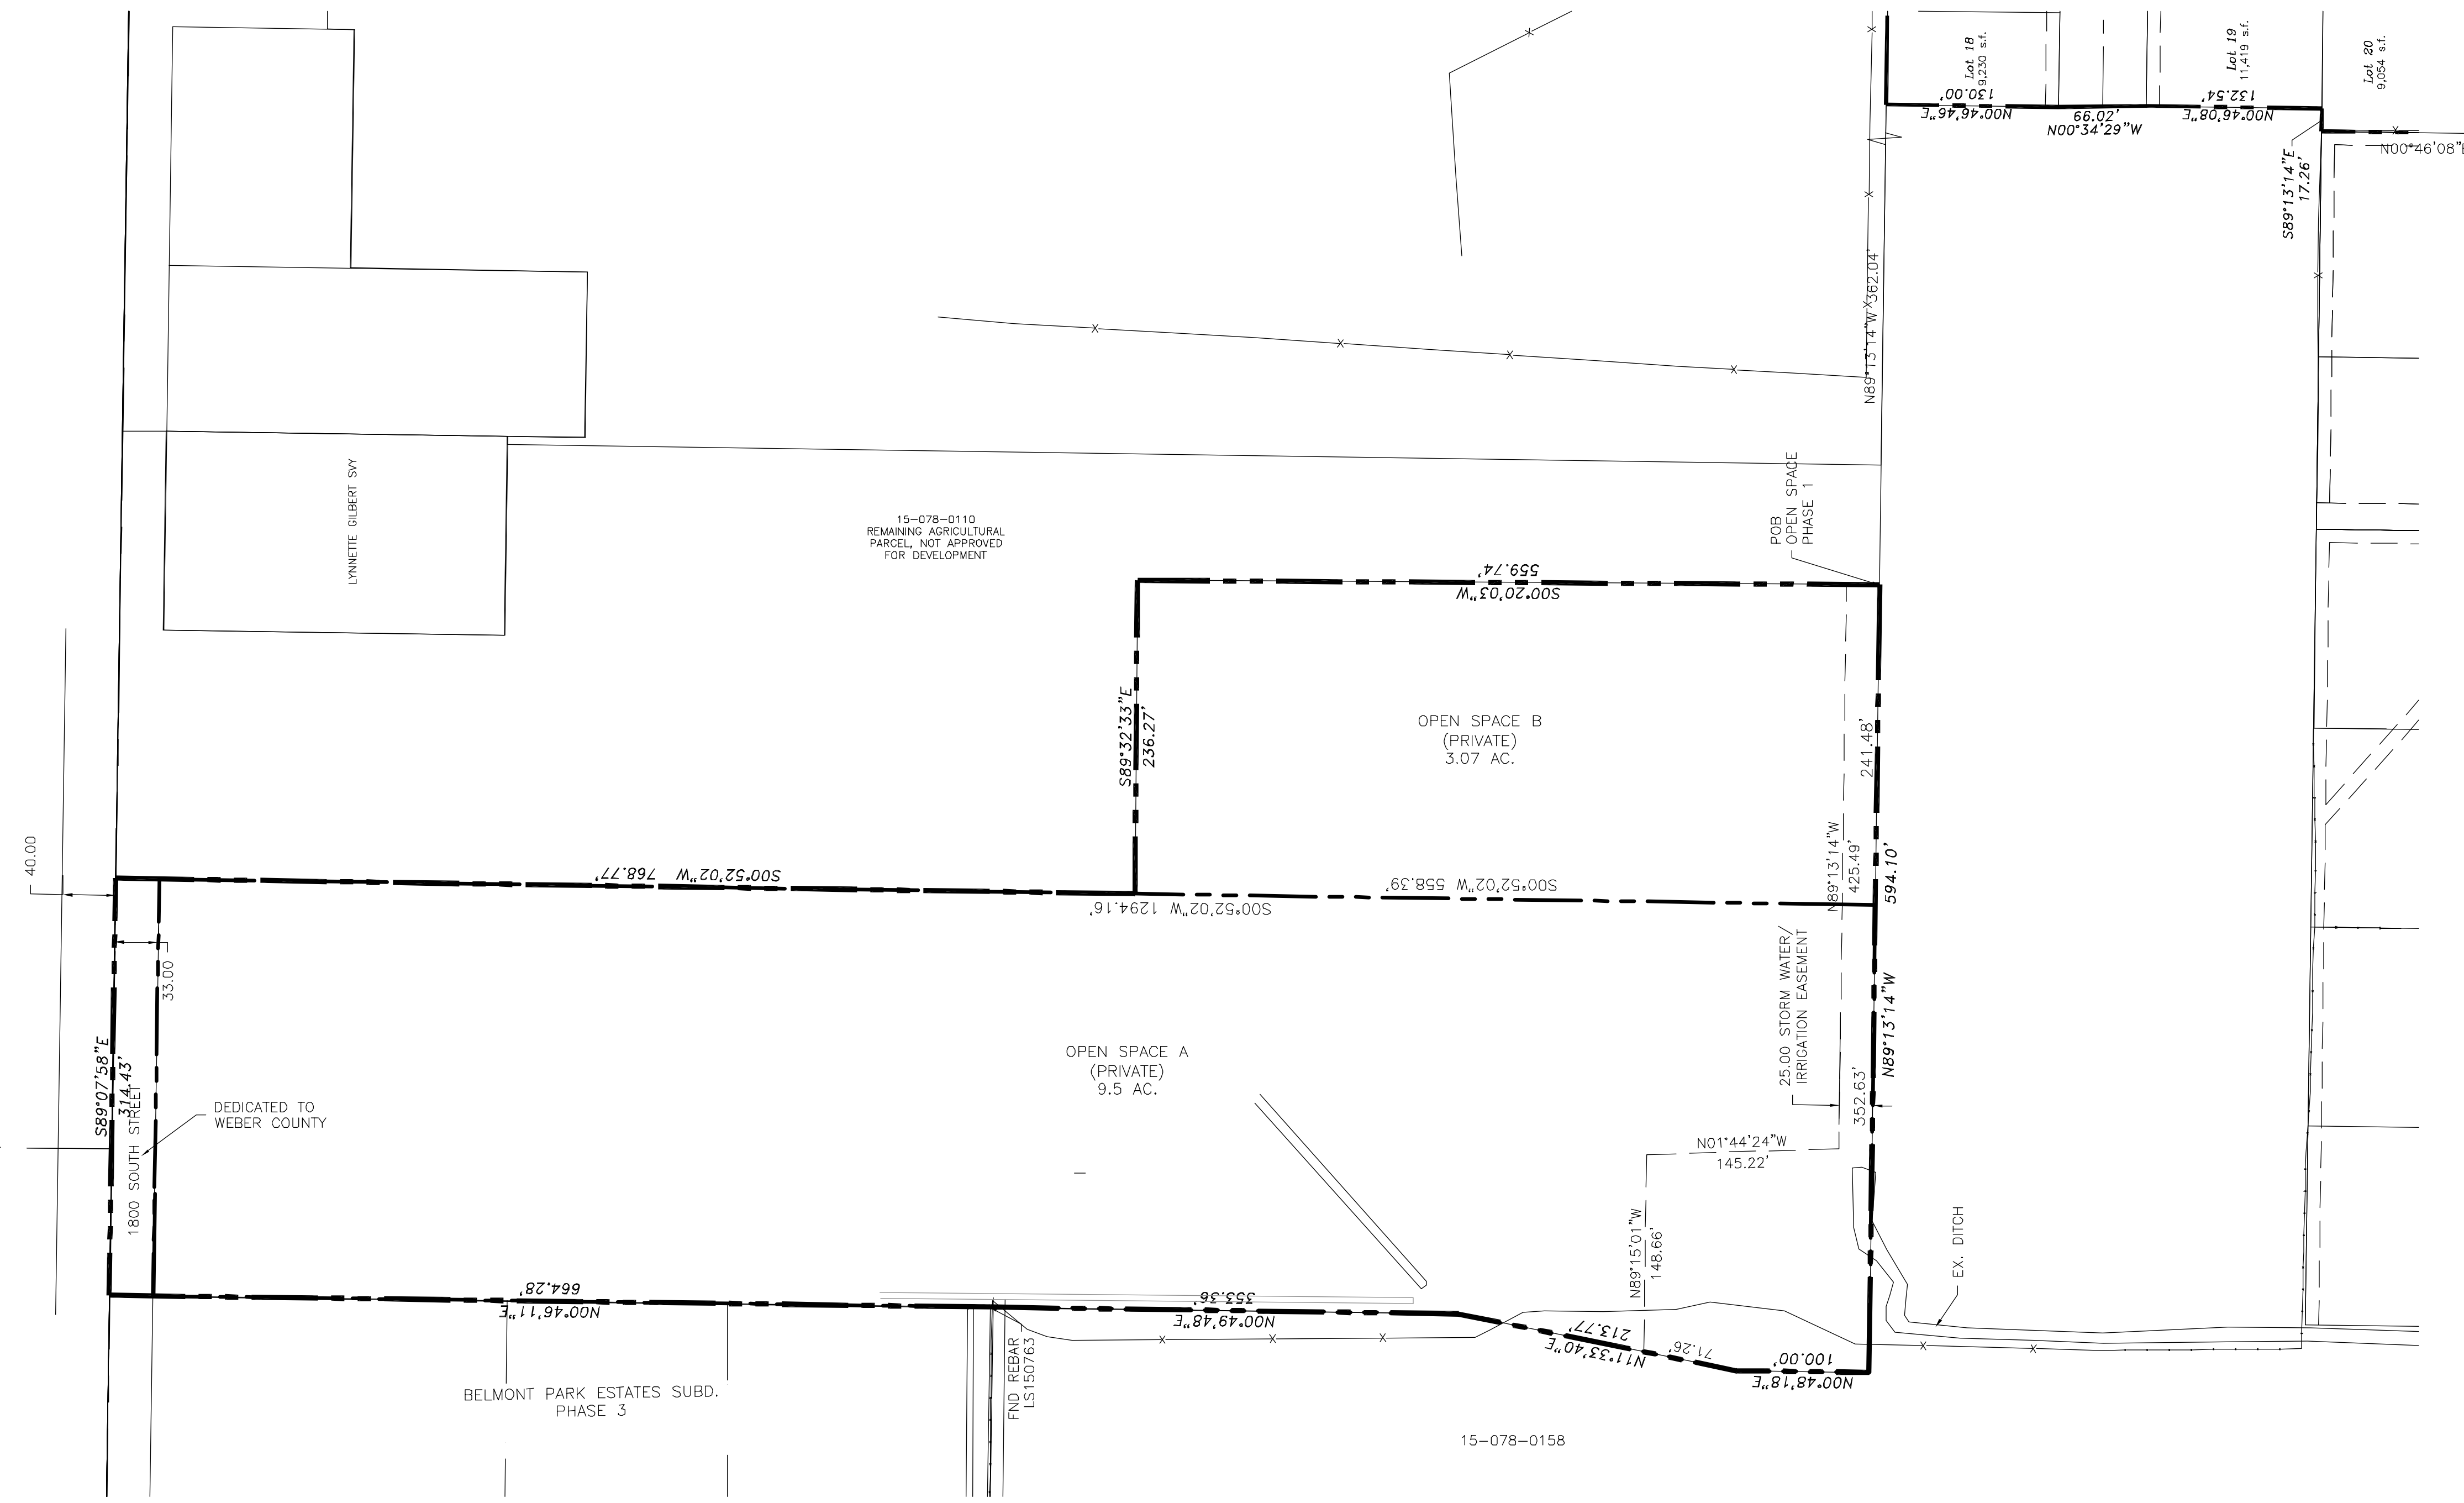 Lot 18
9,230 s.f.
Lot 19
11,419 s.f.
Lot 20
9,054 s.f.
130.00'
N00°46'46"E
66.02'
N00°34'29"W
132.54'
N00°46'08"E
S89°13'14"E
17.26'
N00°46'08"E
N89°13'14"W 362.04'
LYNNETTE GILBERT SVY
15-078-0110
REMAINING AGRICULTURAL
PARCEL, NOT APPROVED
FOR DEVELOPMENT
POB
OPEN SPACE
PHASE 1
559.74'
S00°20'03"W
S89°32'33"E
236.27'
OPEN SPACE B
(PRIVATE)
3.07 AC.
241.48'
N89°13'14"W
425.49'
594.10'
N89°13'14"W
40.00
S00°52'02"W 768.77'
S00°52'02"W 558.39'
S00°52'02"W 1294.16'
33.00
25.00 STORM WATER/
IRRIGATION EASEMENT
352.63'
S89°07'58"E
314.43'
1800 SOUTH STREET
DEDICATED TO
WEBER COUNTY
OPEN SPACE A
(PRIVATE)
9.5 AC.
N01°44'24"W
145.22'
N89°15'01"W
148.66'
EX. DITCH
664.28'
N00°46'11"E
353.36'
N00°49'48"E
213.77'
N11°33'40"E
71.26'
100.00'
N00°48'18"E
FND REBAR
LS150763
BELMONT PARK ESTATES SUBD.
PHASE 3
15-078-0158